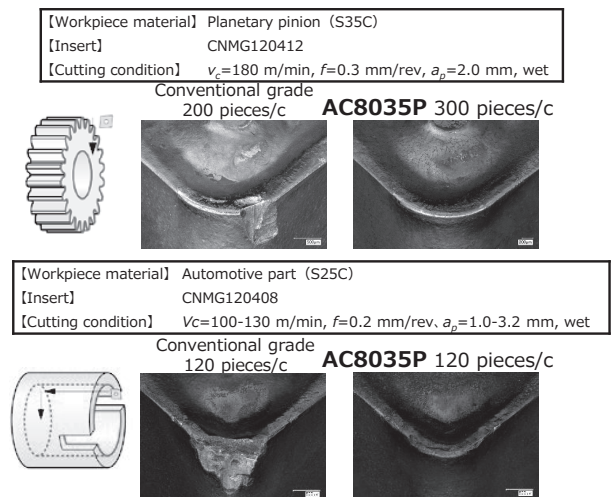 【Workpiece material】 Planetary pinion（S35C）
【Insert】 CNMG120412
【Cutting condition】 vc=180 m/min, f=0.3 mm/rev, ap=2.0 mm, wet
Conventional grade
200 pieces/c
AC8035P 300 pieces/c
【Workpiece material】 Automotive part（S25C）
【Insert】 CNMG120408
【Cutting condition】 Vc=100-130 m/min, f=0.2 mm/rev、ap=1.0-3.2 mm, wet
Conventional grade
120 pieces/c
AC8035P 120 pieces/c